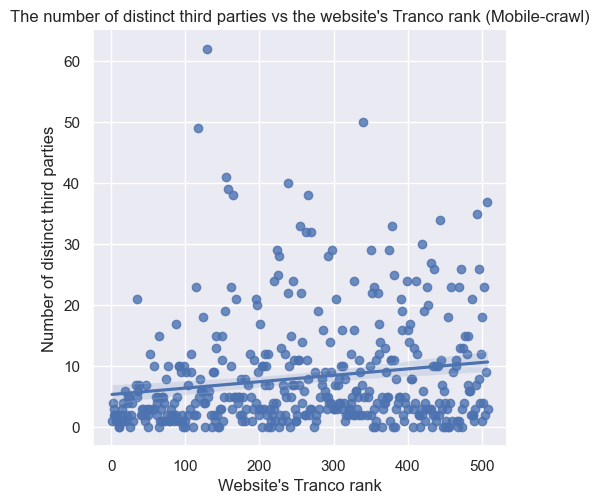 The number of distinct third parties vs the website's Tranco rank (Mobile-crawl)
60
50
40
30
20
10
0
Number of distinct third parties
0 100 200 300 400 500
Website's Tranco rank